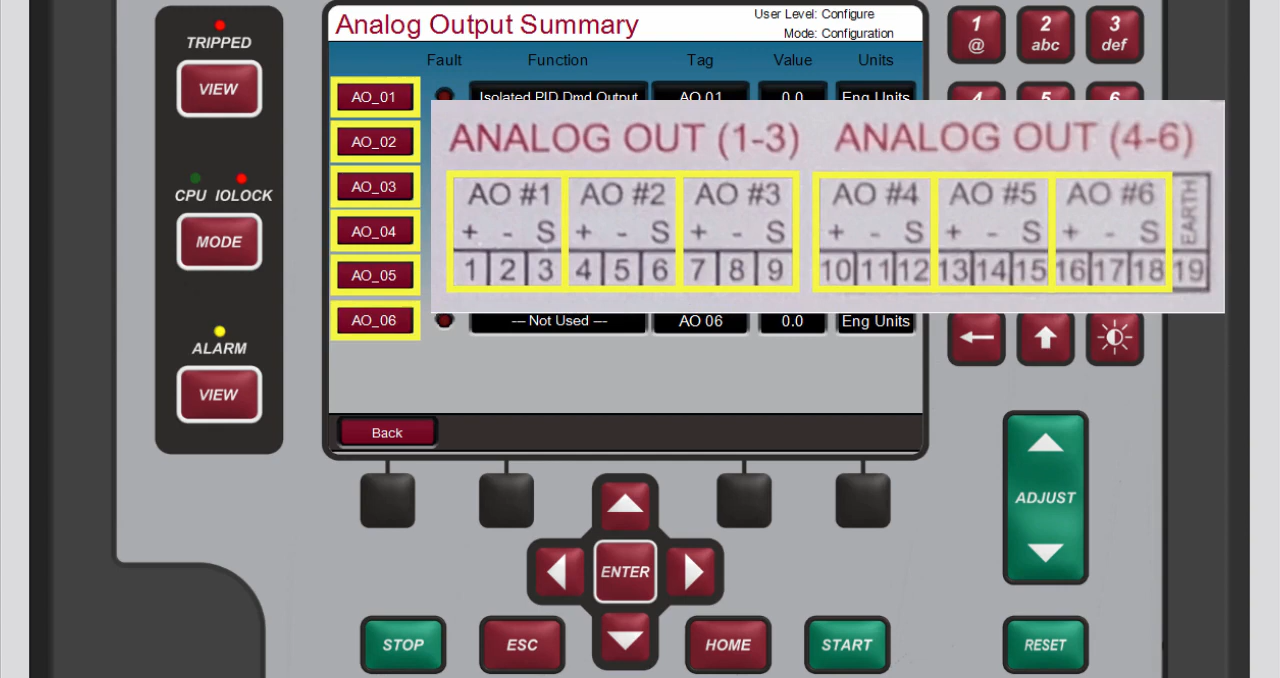 TRIPPED
VIEW
CPU IOLOCK
MODE
ALARM
VIEW
Analog Output Summary
User Level: Configure
Mode: Configuration
Fault Function Tag Value Units
AO_01 Isolated PID Dmd Output AO 01 0.0 Eng Units
AO_02
AO_03
AO_04
AO_05
AO_06 --- Not Used --- AO 06 0.0 Eng Units
Back
ANALOG OUT (1-3) ANALOG OUT (4-6)
AO #1 AO #2 AO #3 AO #4 AO #5 AO #6 EARTH
+ - S + - S + - S + - S + - S + - S
1 2 3 4 5 6 7 8 9 10 11 12 13 14 15 16 17 18 19
1 2 3
@ abc def
4 5 6
ADJUST
ENTER
STOP ESC HOME START RESET